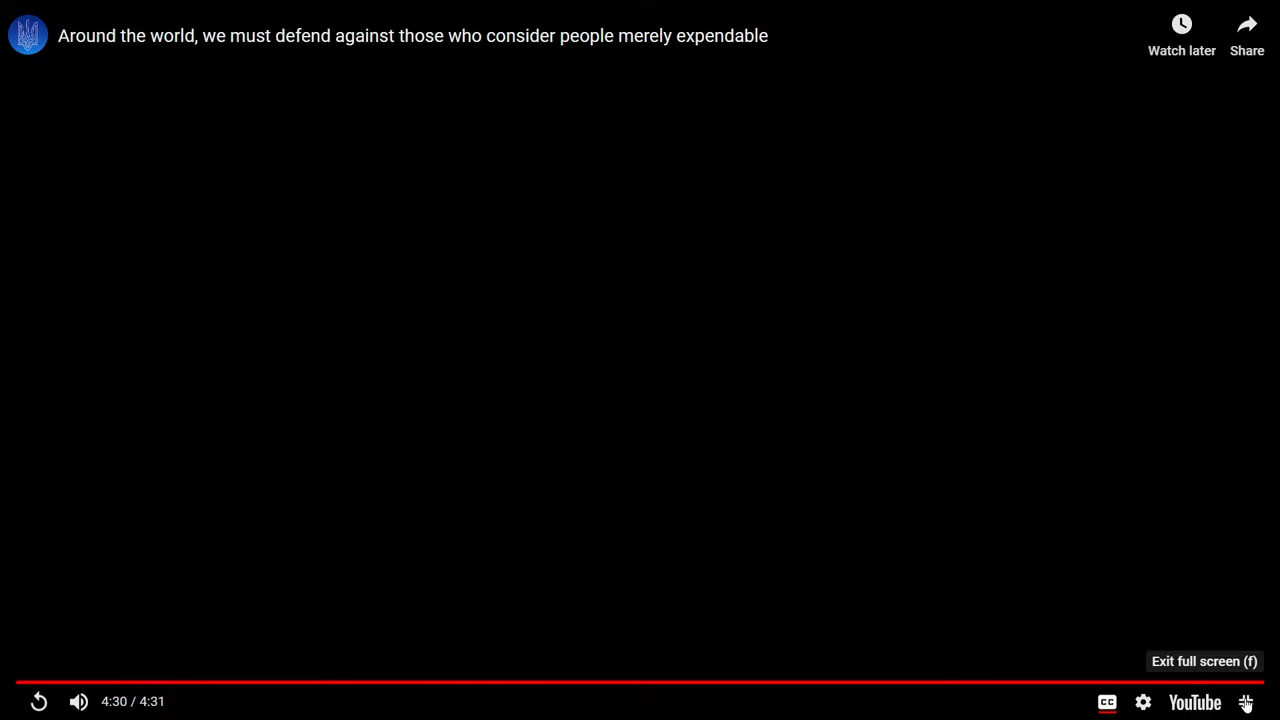 Around the world, we must defend against those who consider people merely expendable
Watch later
Share
Exit full screen (f)
4:30 / 4:31
CC
YouTube